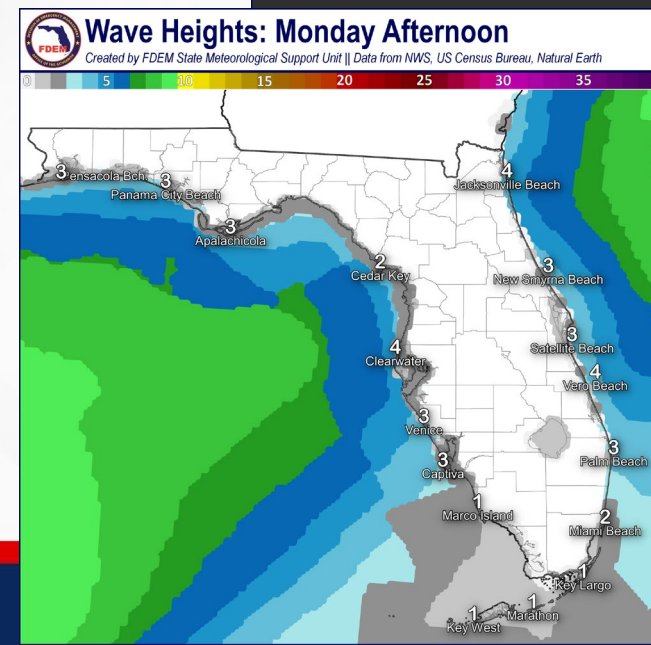 FDEM
Wave Heights: Monday Afternoon
Created by FDEM State Meteorological Support Unit || Data from NWS, US Census Bureau, Natural Earth
0 5 10 15 20 25 30 35
4
Jacksonville Beach
3 ensacola Bch.
3
Panama City Beach
3
Apalachicola
2
Cedar Key
3
New Smyrna Beach
3
Satellite Beach
4
Clearwater
4
Vero Beach
3
Venice
3
Palm Beach
3
Captiva
1
Marco Island
2
Miami Beach
1
Key Largo
1
Marathon
1
Key West